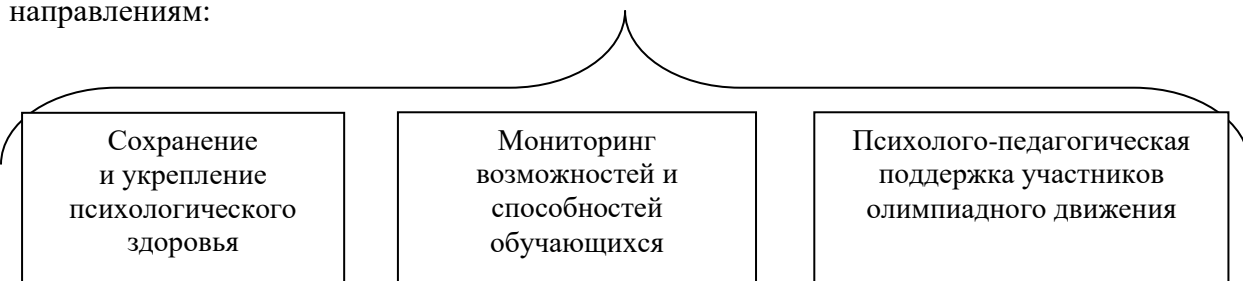 направлениям:
Сохранение
и укрепление
психологического
здоровья
Мониторинг
возможностей и
способностей
обучающихся
Психолого-педагогическая
поддержка участников
олимпиадного движения